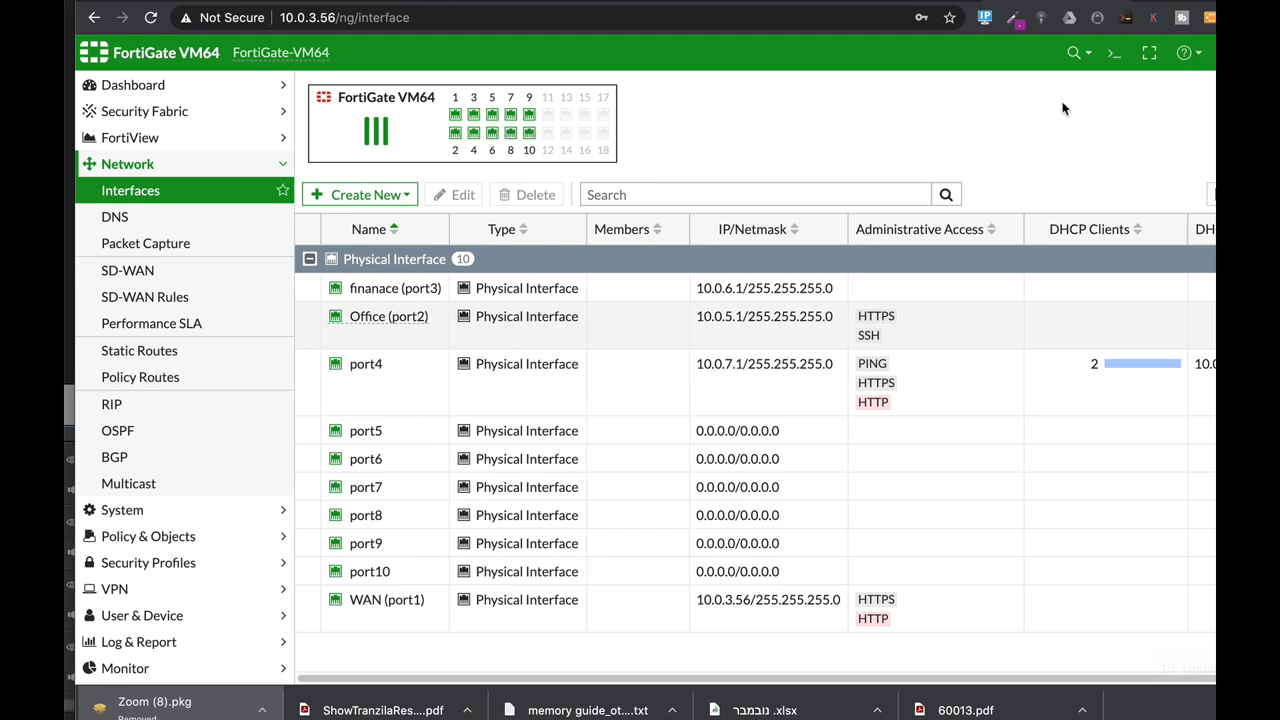 Not Secure
10.0.3.56/ng/interface
FortiGate VM64
FortiGate-VM64
Dashboard
Security Fabric
FortiView
Network
Interfaces
DNS
Packet Capture
SD-WAN
SD-WAN Rules
Performance SLA
Static Routes
Policy Routes
RIP
OSPF
BGP
Multicast
System
Policy & Objects
Security Profiles
VPN
User & Device
Log & Report
Monitor
FortiGate VM64
1 3 5 7 9 11 13 15 17
2 4 6 8 10 12 14 16 18
+ Create New
Edit
Delete
Search
Name Type Members IP/Netmask Administrative Access DHCP Clients DH
Physical Interface 10
finanace (port3) Physical Interface 10.0.6.1/255.255.255.0
Office (port2) Physical Interface 10.0.5.1/255.255.255.0 HTTPS
SSH
port4 Physical Interface 10.0.7.1/255.255.255.0 PING 2 10.0
HTTPS
HTTP
port5 Physical Interface 0.0.0.0/0.0.0.0
port6 Physical Interface 0.0.0.0/0.0.0.0
port7 Physical Interface 0.0.0.0/0.0.0.0
port8 Physical Interface 0.0.0.0/0.0.0.0
port9 Physical Interface 0.0.0.0/0.0.0.0
port10 Physical Interface 0.0.0.0/0.0.0.0
WAN (port1) Physical Interface 10.0.3.56/255.255.255.0 HTTPS
HTTP
Zoom (8).pkg
Removed
ShowTranzilaRes....pdf
memory guide_ot....txt
נובמבר .xlsx
60013.pdf